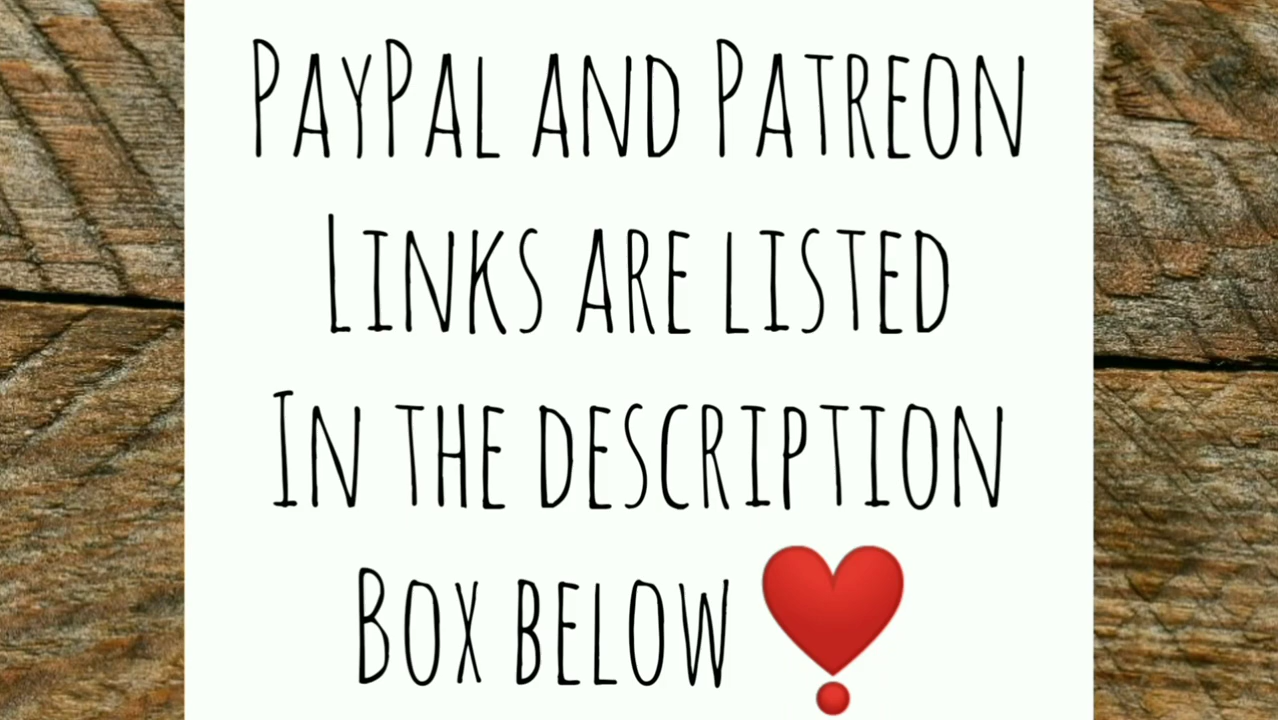 PayPal and Patreon
Links are listed
In the description
Box below ❣